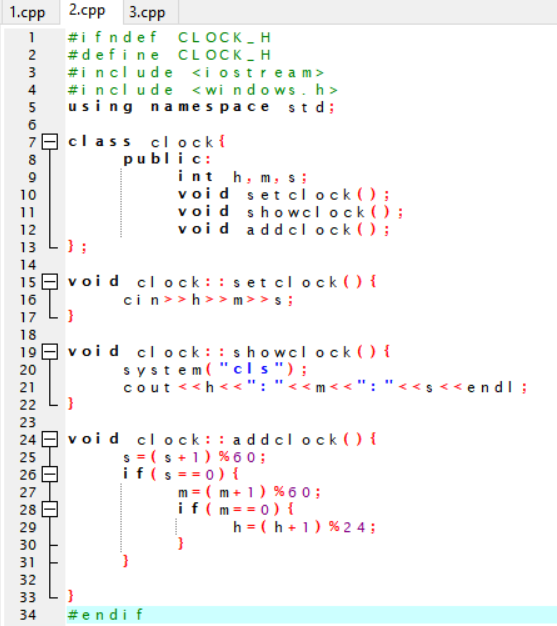 1.cpp 2.cpp 3.cpp
1 #ifndef CLOCK_H
2 #define CLOCK_H
3 #include <iostream>
4 #include <windows.h>
5 using namespace std;
6
7 class clock{
8 public:
9 int h,m,s;
10 void setclock();
11 void showclock();
12 void addclock();
13 };
14
15 void clock::setclock(){
16 cin>>h>>m>>s;
17 }
18
19 void clock::showclock(){
20 system("cls");
21 cout<<h<<":"<<m<<":"<<s<<endl;
22 }
23
24 void clock::addclock(){
25 s=(s+1)%60;
26 if(s==0){
27 m=(m+1)%60;
28 if(m==0){
29 h=(h+1)%24;
30 }
31 }
32
33 }
34 #endif